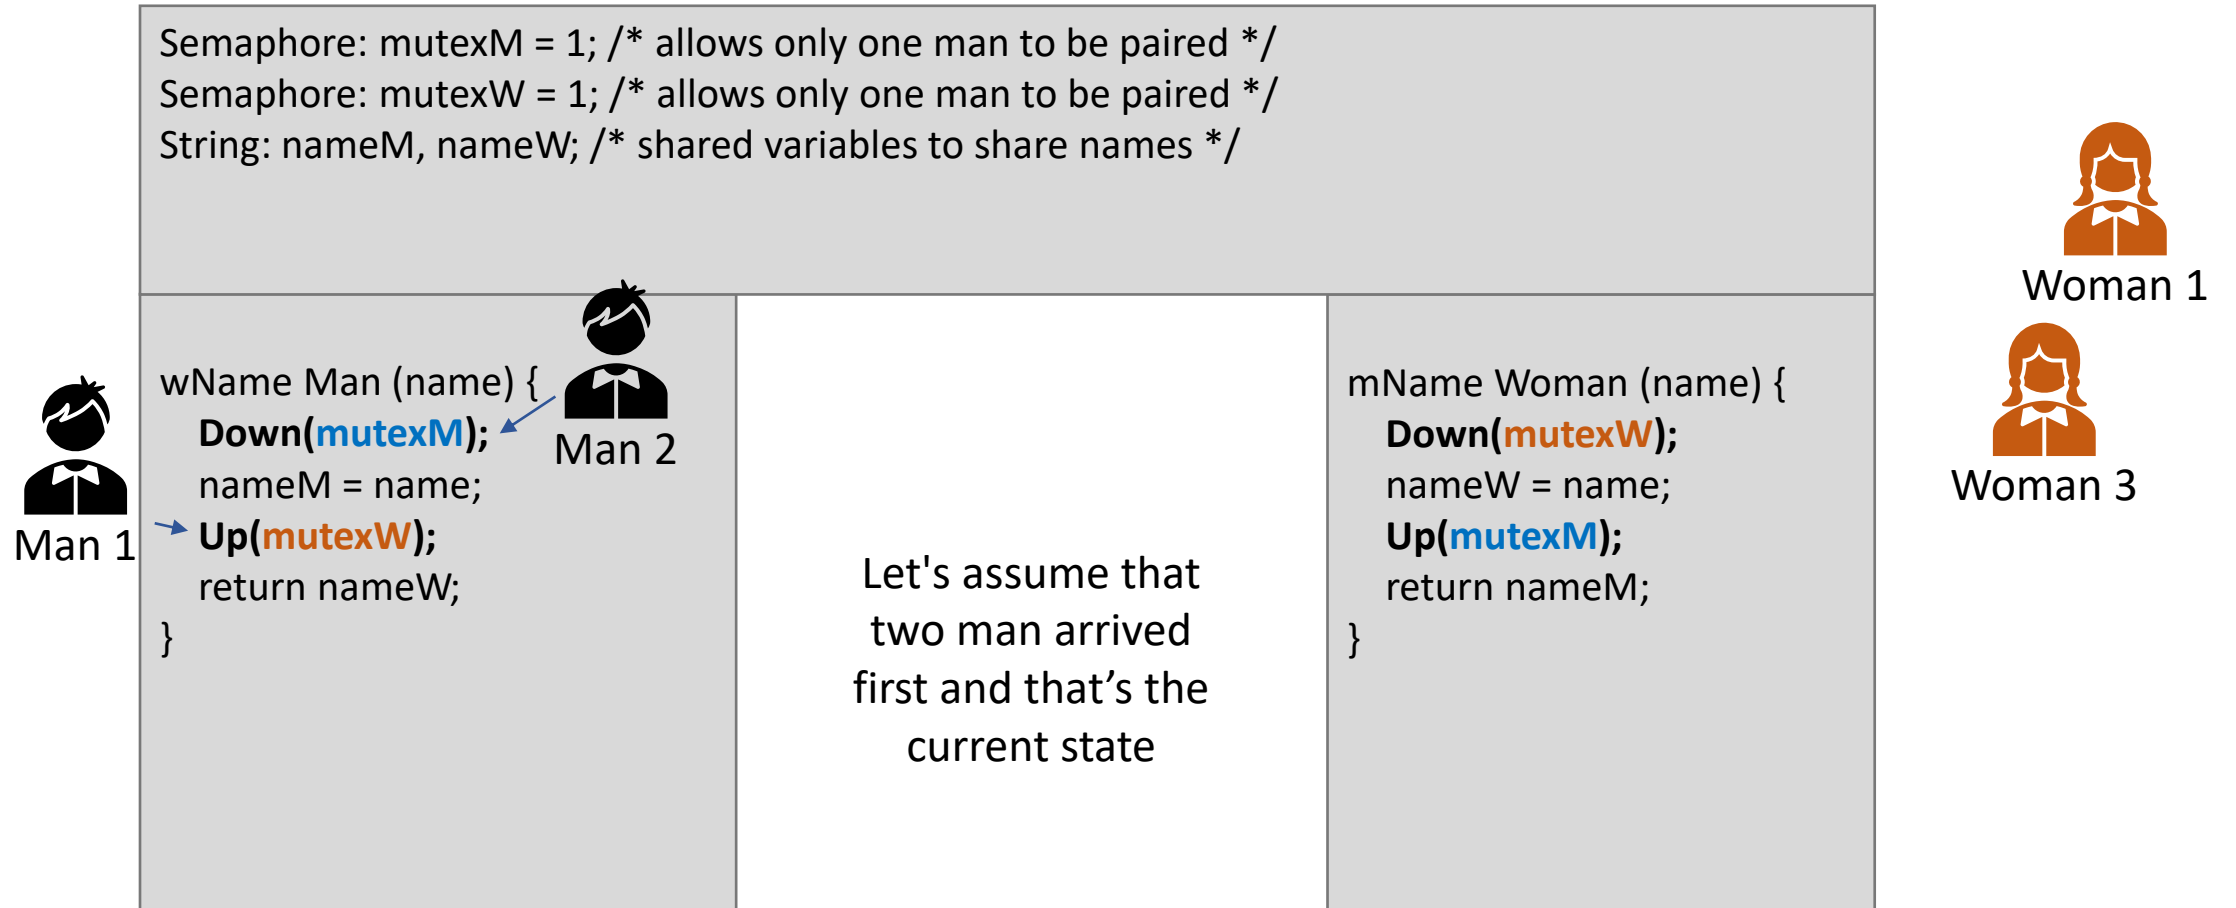 Semaphore: mutexM = 1; /* allows only one man to be paired */
Semaphore: mutexW = 1; /* allows only one man to be paired */
String: nameM, nameW; /* shared variables to share names */
Woman 1
Man 1
wName Man (name) {
Down(mutexM);
nameM = name;
Up(mutexW);
return nameW;
}
Man 2
Let's assume that
two man arrived
first and that’s the
current state
mName Woman (name) {
Down(mutexW);
nameW = name;
Up(mutexM);
return nameM;
}
Woman 3